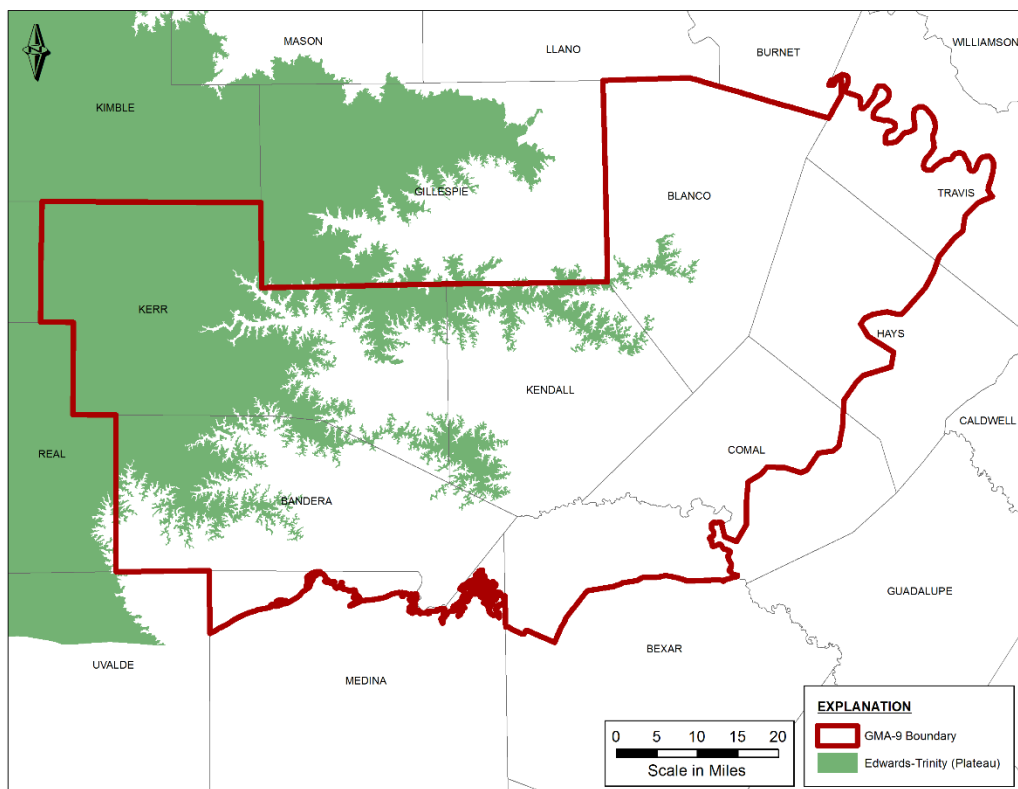 MASON
LLANO
BURNET
WILLIAMSON
KIMBLE
GILLESPIE
BLANCO
TRAVIS
KERR
HAYS
KENDALL
CALDWELL
REAL
COMAL
BANDERA
GUADALUPE
UVALDE
MEDINA
BEXAR
0 5 10 15 20
Scale in Miles
EXPLANATION
GMA-9 Boundary
Edwards-Trinity (Plateau)